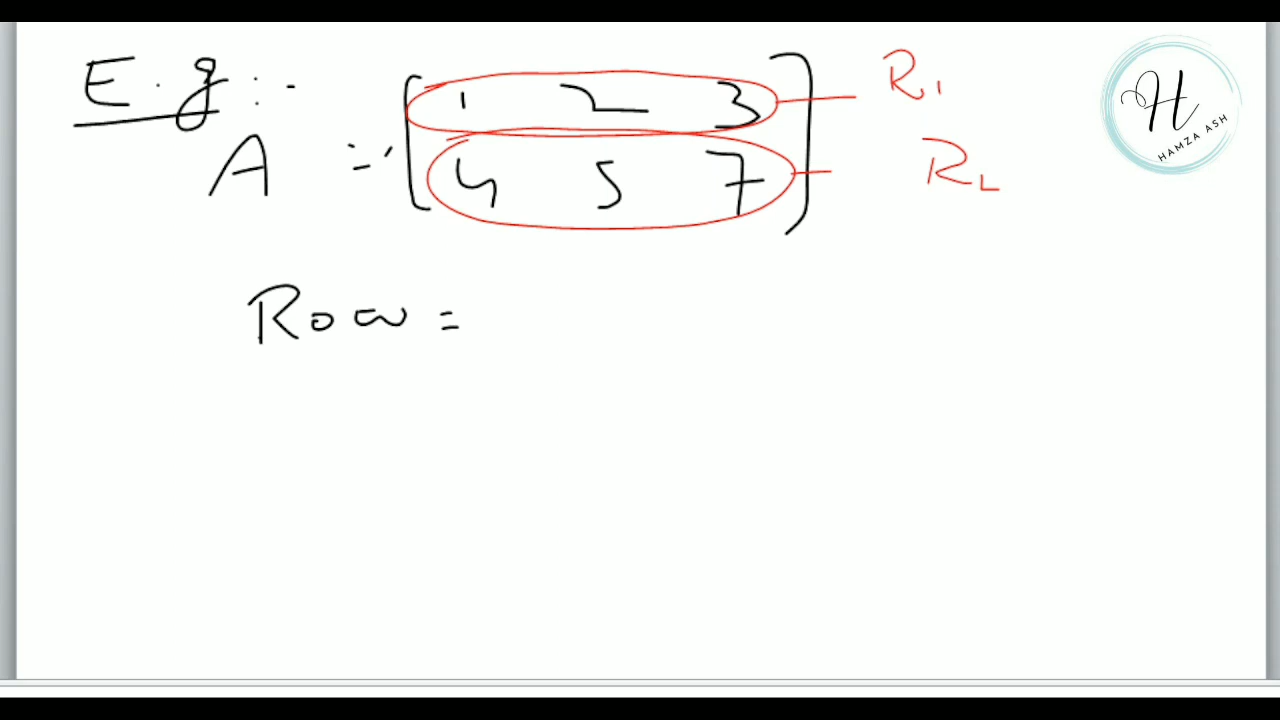 E.g:-
A = [ 1 2 3 ] R1
4 5 7 R2
Row =
H
HAMZA ASH